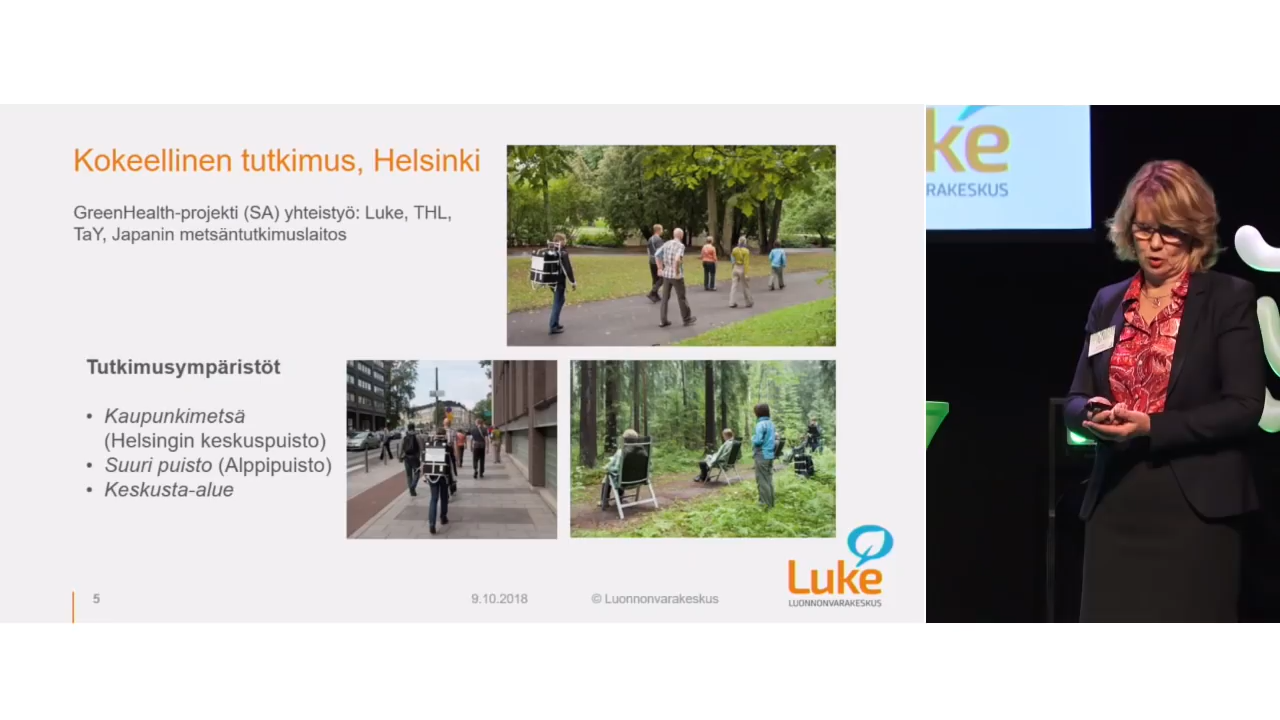 Kokeellinen tutkimus, Helsinki
GreenHealth-projekti (SA) yhteistyö: Luke, THL,
TaY, Japanin metsäntutkimuslaitos
Tutkimusympäristöt
• Kaupunkimetsä
(Helsingin keskuspuisto)
• Suuri puisto (Alppipuisto)
• Keskusta-alue
5
9.10.2018
© Luonnonvarakeskus
Luke
LUONNONVARAKESKUS
ke
RAKESKUS